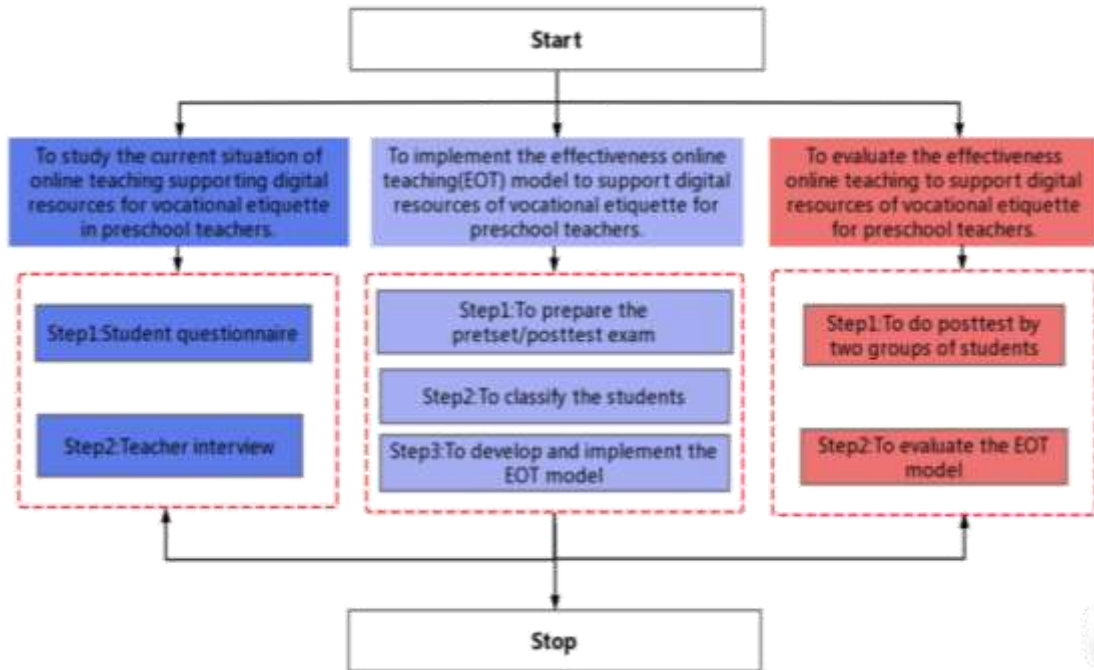 Start
To study the current situation of
online teaching supporting digital
resources for vocational etiquette
in preschool teachers.
To implement the effectiveness online
teaching(EOT) model to support digital
resources of vocational etiquette for
preschool teachers.
To evaluate the effectiveness
online teaching to support digital
resources of vocational etiquette
for preschool teachers.
Step1:Student questionnaire
Step2:Teacher interview
Step1:To prepare the
pretset/posttest exam
Step2:To classify the students
Step3:To develop and implement the
EOT model
Step1:To do posttest by
two groups of students
Step2:To evaluate the EOT
model
Stop